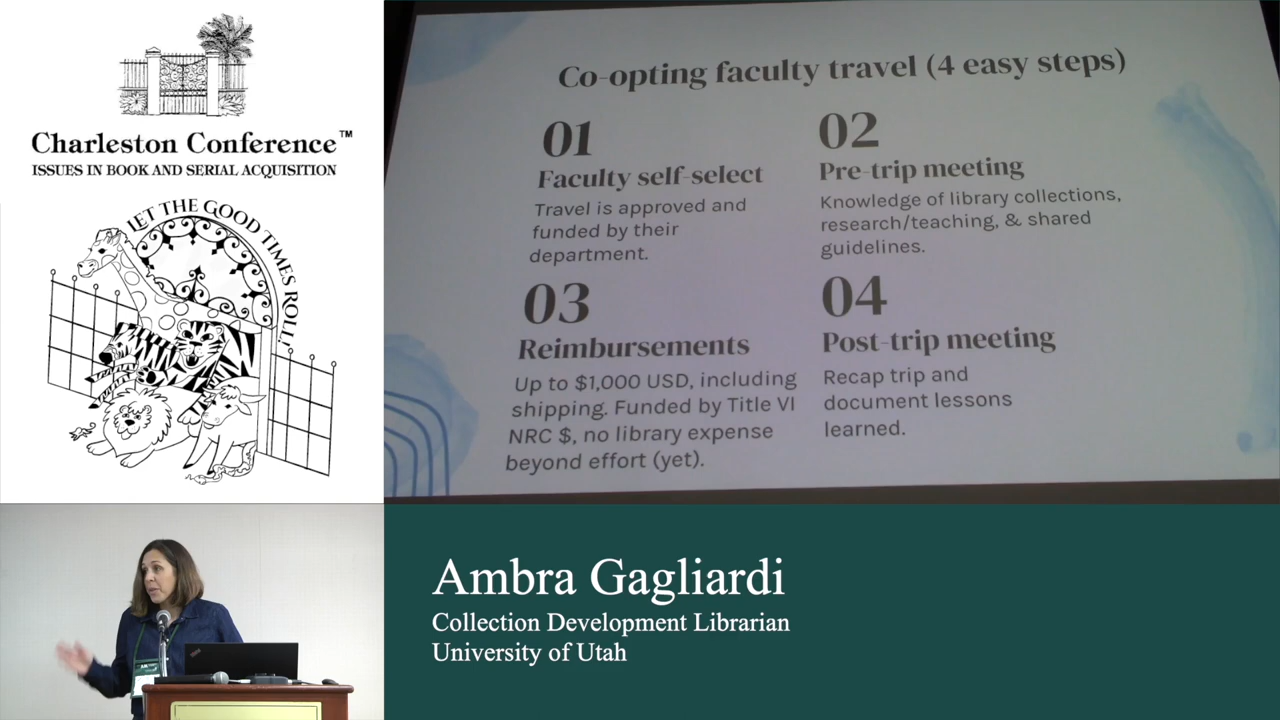 Charleston Conference™
ISSUES IN BOOK AND SERIAL ACQUISITION
LET THE GOOD TIMES ROLL!
Co-opting faculty travel (4 easy steps)
01
Faculty self-select
Travel is approved and
funded by their
department.
02
Pre-trip meeting
Knowledge of library collections,
research/teaching, & shared
guidelines.
03
Reimbursements
Up to $1,000 USD, including
shipping. Funded by Title VI
NRC $, no library expense
beyond effort (yet).
04
Post-trip meeting
Recap trip and
document lessons
learned.
Ambra Gagliardi
Collection Development Librarian
University of Utah